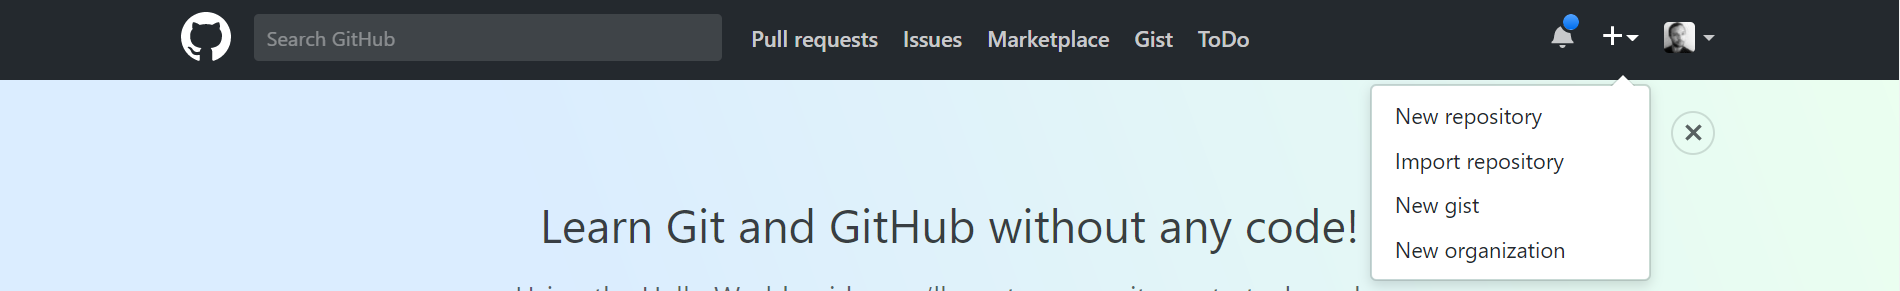 Search GitHub Pull requests Issues Marketplace Gist ToDo
New repository
Import repository
New gist
New organization
Learn Git and GitHub without any code!